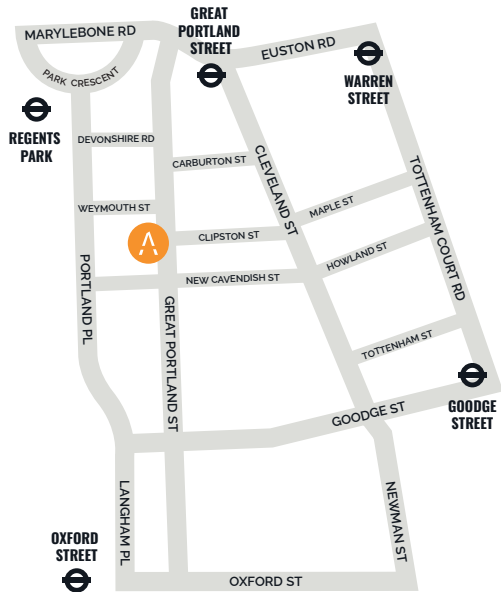 GREAT
PORTLAND
STREET
MARYLEBONE RD
EUSTON RD
PARK CRESCENT
WARREN
STREET
REGENTS
PARK
DEVONSHIRE RD
CARBURTON ST
CLEVELAND ST
TOTTENHAM COURT RD
MAPLE ST
WEYMOUTH ST
CLIPSTON ST
HOWLAND ST
PORTLAND PL
NEW CAVENDISH ST
GREAT PORTLAND ST
TOTTENHAM ST
GOODGE ST
GOODGE
STREET
LANGHAM PL
NEWMAN ST
OXFORD
STREET
OXFORD ST